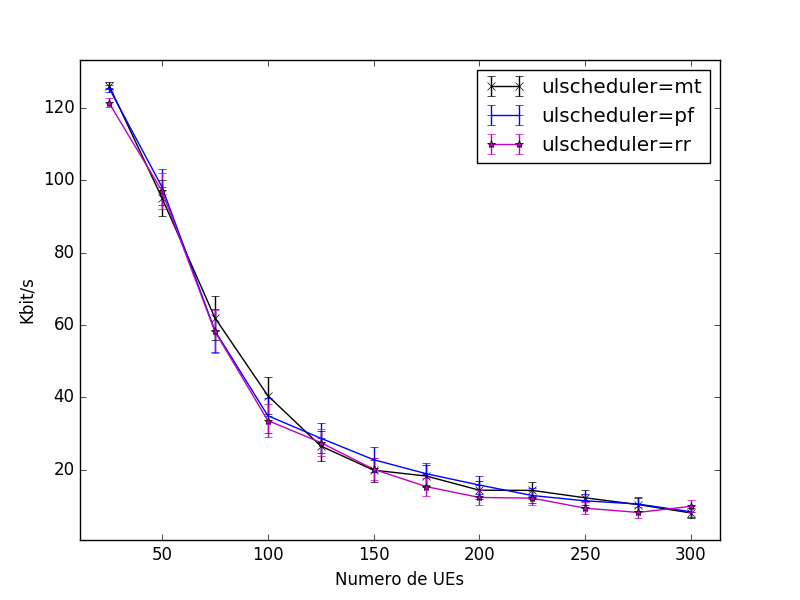 ulscheduler=mt
ulscheduler=pf
ulscheduler=rr
120
100
80
60
40
20
Kbit/s
50 100 150 200 250 300
Numero de UEs